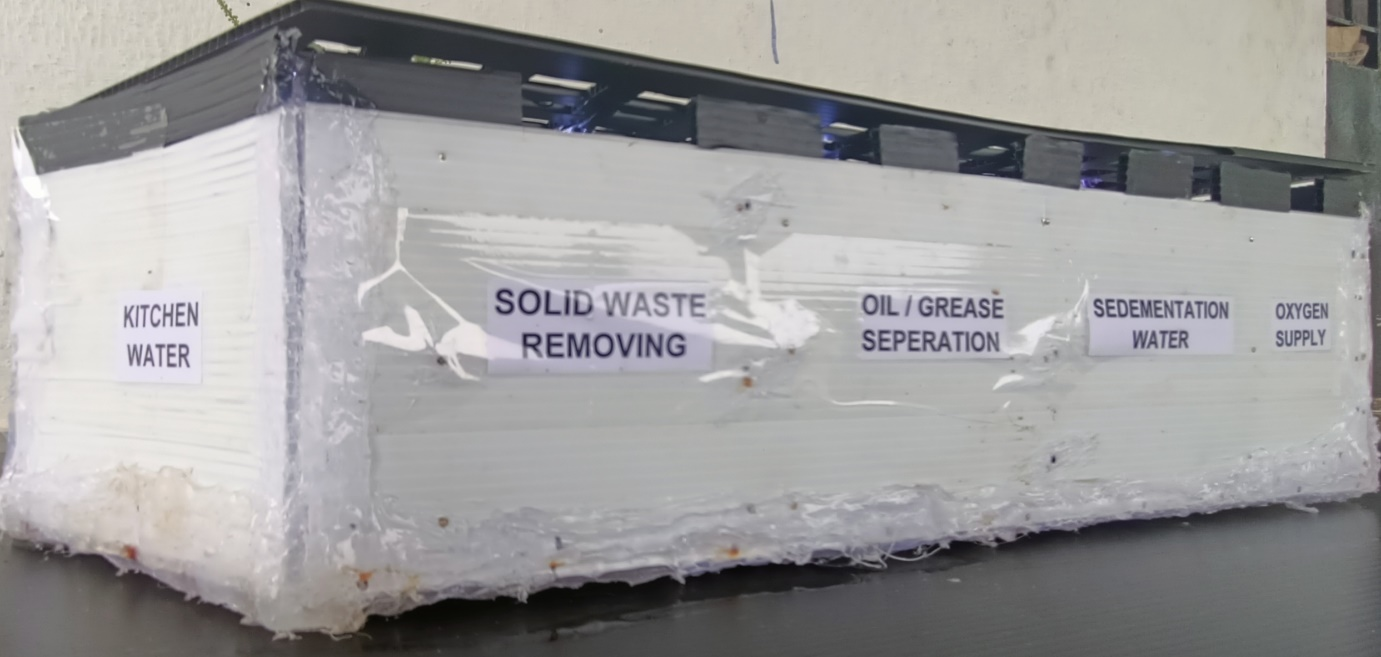 KITCHEN
WATER
SOLID WASTE
REMOVING
OIL / GREASE
SEPERATION
SEDEMENTATION
WATER
OXYGEN
SUPPLY